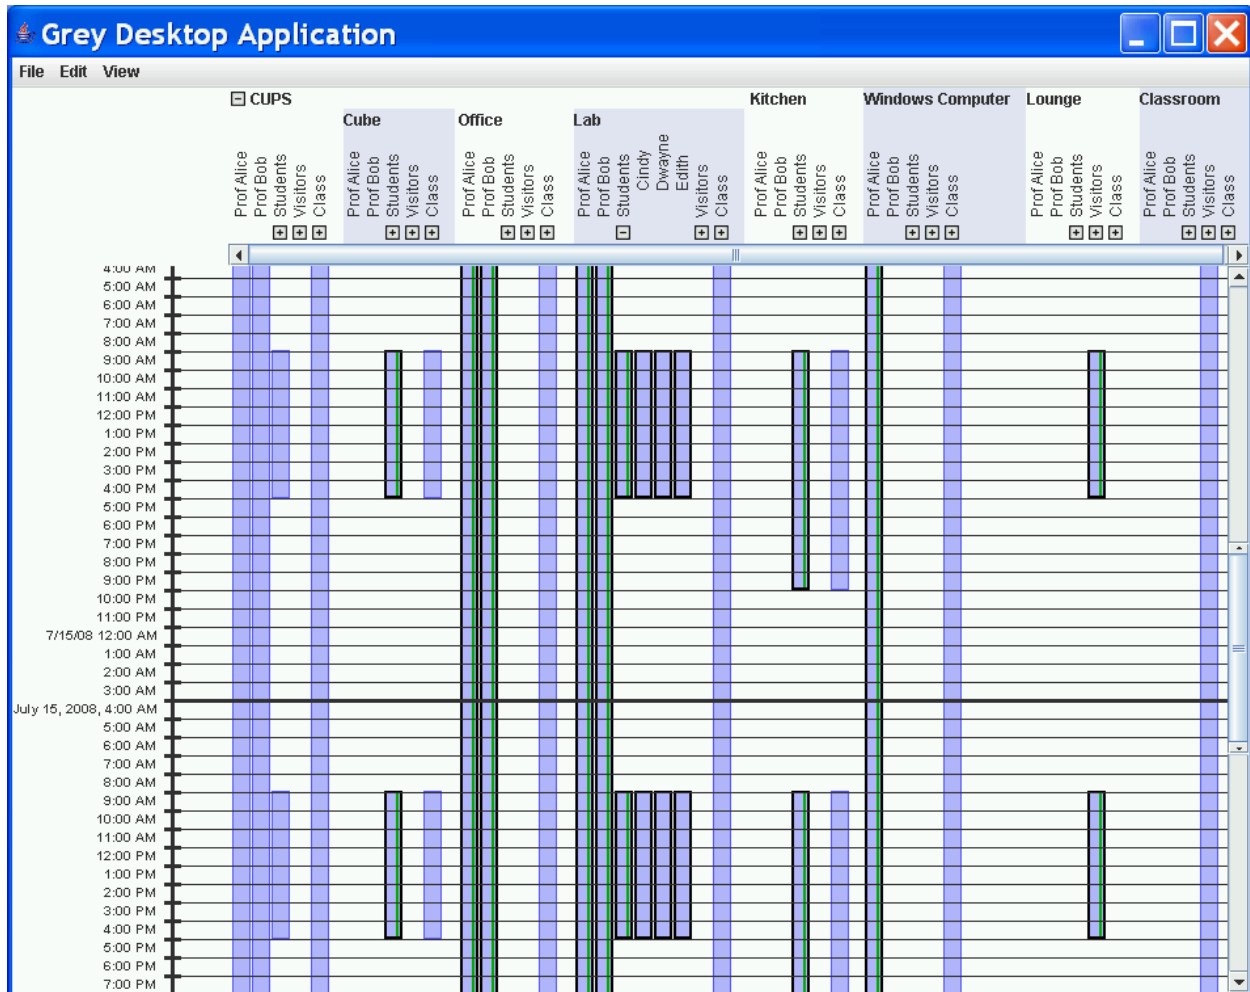 Grey Desktop Application
File Edit View
CUPS Kitchen Windows Computer Lounge Classroom
Cube Office Lab
Prof Alice Prof Bob Students Visitors Class Prof Alice Prof Bob Students Visitors Class Prof Alice Prof Bob Students Visitors Class Prof Alice Prof Bob Students Cindy Dwayne Edith Visitors Class Prof Alice Prof Bob Students Visitors Class Prof Alice Prof Bob Students Visitors Class Prof Alice Prof Bob Students Visitors Class Prof Alice Prof Bob Students Visitors Class
4:00 AM
5:00 AM
6:00 AM
7:00 AM
8:00 AM
9:00 AM
10:00 AM
11:00 AM
12:00 PM
1:00 PM
2:00 PM
3:00 PM
4:00 PM
5:00 PM
6:00 PM
7:00 PM
8:00 PM
9:00 PM
10:00 PM
11:00 PM
7/15/08 12:00 AM
1:00 AM
2:00 AM
3:00 AM
July 15, 2008, 4:00 AM
5:00 AM
6:00 AM
7:00 AM
8:00 AM
9:00 AM
10:00 AM
11:00 AM
12:00 PM
1:00 PM
2:00 PM
3:00 PM
4:00 PM
5:00 PM
6:00 PM
7:00 PM